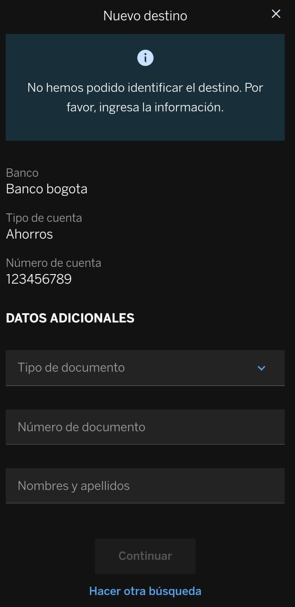 Nuevo destino
No hemos podido identificar el destino. Por
favor, ingresa la información.
Banco
Banco bogota
Tipo de cuenta
Ahorros
Número de cuenta
123456789
DATOS ADICIONALES
Tipo de documento
Número de documento
Nombres y apellidos
Continuar
Hacer otra búsqueda